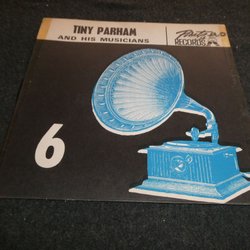 TINY PARHAM
AND HIS MUSICIANS
RECORDS
6